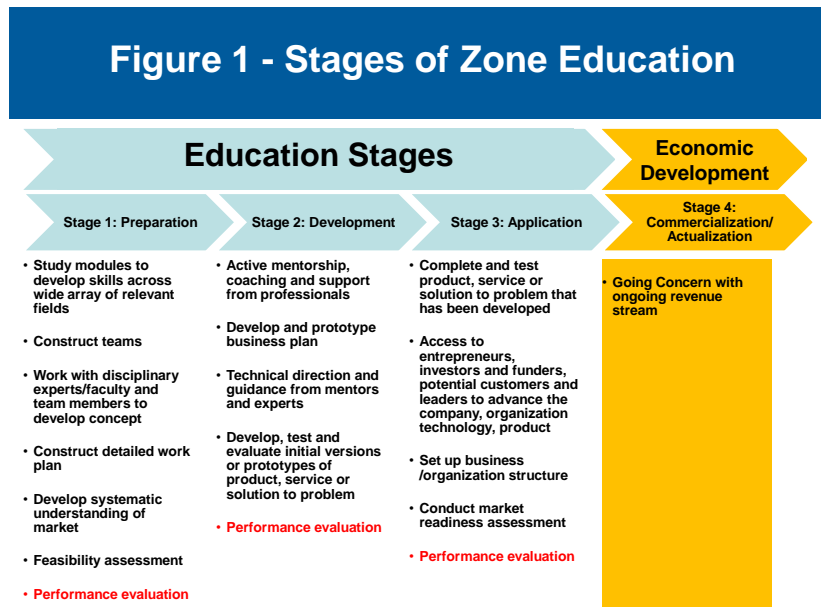 Figure 1 - Stages of Zone Education
Education Stages
Economic
Development
Stage 1: Preparation
Stage 2: Development
Stage 3: Application
Stage 4:
Commercialization/
Actualization
• Study modules to
develop skills across
wide array of relevant
fields
• Construct teams
• Work with disciplinary
experts/faculty and
team members to
develop concept
• Construct detailed work
plan
• Develop systematic
understanding of
market
• Feasibility assessment
• Performance evaluation
• Active mentorship,
coaching and support
from professionals
• Develop and prototype
business plan
• Technical direction and
guidance from mentors
and experts
• Develop, test and
evaluate initial versions
or prototypes of
product, service or
solution to problem
• Performance evaluation
• Complete and test
product, service or
solution to problem that
has been developed
• Access to
entrepreneurs,
investors and funders,
potential customers and
leaders to advance the
company, organization
technology, product
• Set up business
/organization structure
• Conduct market
readiness assessment
• Performance evaluation
• Going Concern with
ongoing revenue
stream